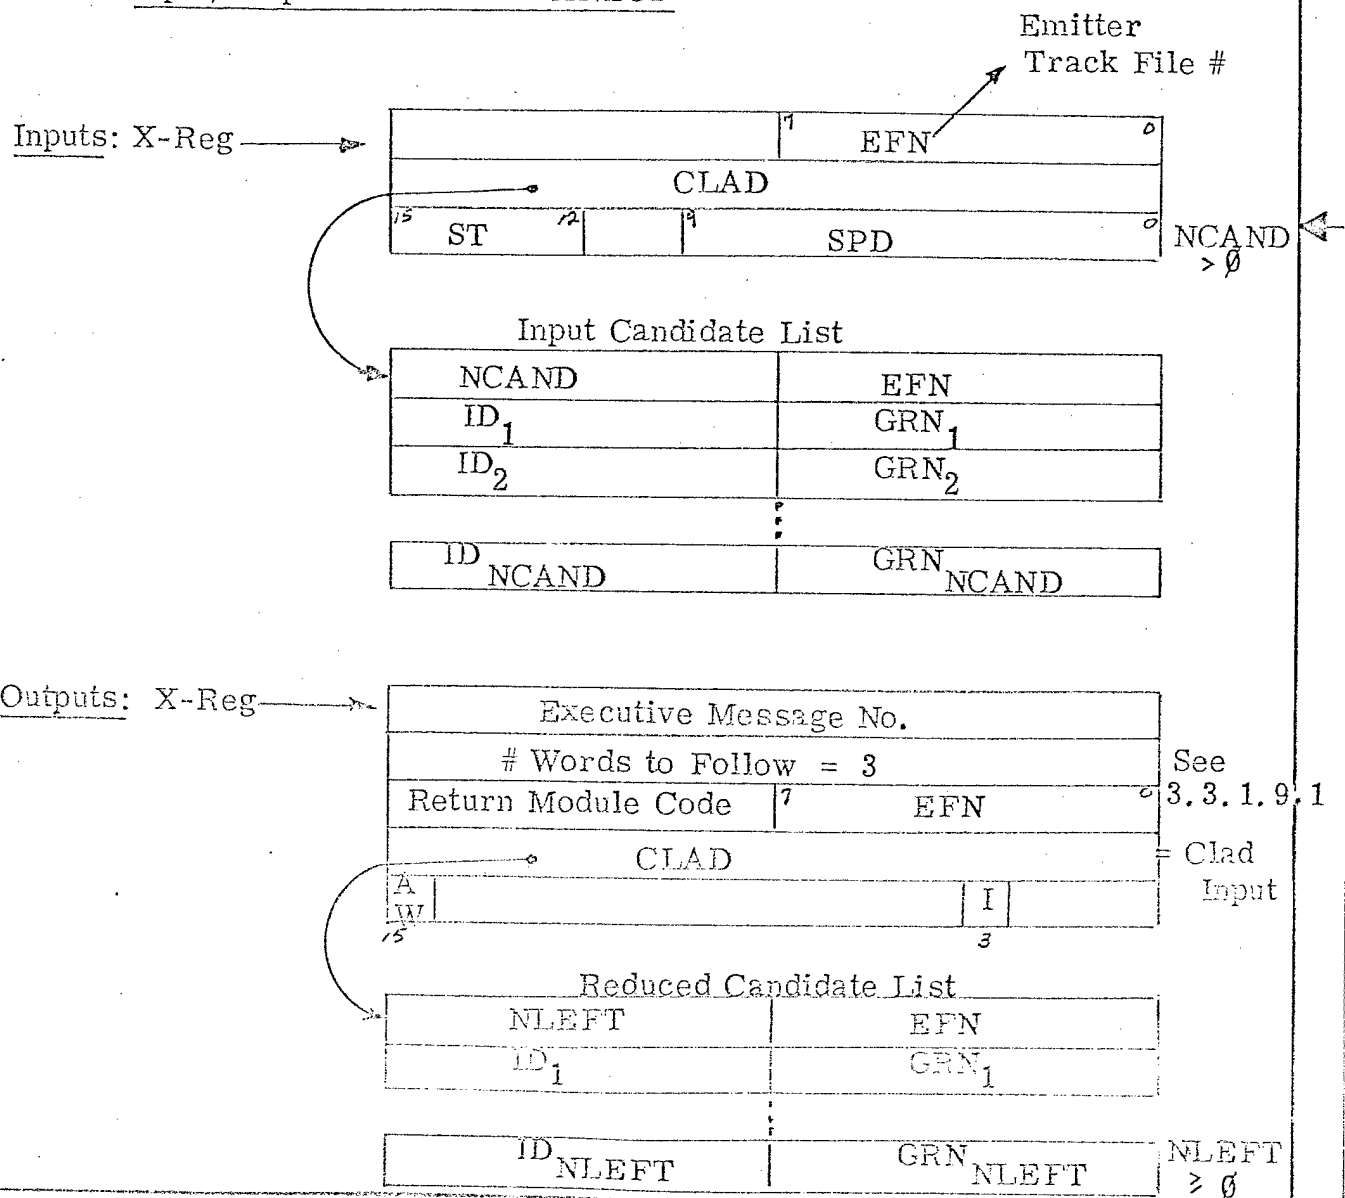 Emitter
Track File #
Inputs: X-Reg
7 EFN 0
CLAD
15 ST 12 9 SPD 0
NCAND
> Ø
Input Candidate List
NCAND EFN
ID1 GRN1
ID2 GRN2
IDNCAND GRNNCAND
Outputs: X-Reg
Executive Message No.
# Words to Follow = 3
See
3.3.1.9.1
Return Module Code 7 EFN 0
CLAD
= Clad
Input
A
W
I
15 3
Reduced Candidate List
NLEFT EFN
ID1 GRN1
IDNLEFT GRNNLEFT
NLEFT
≥ Ø